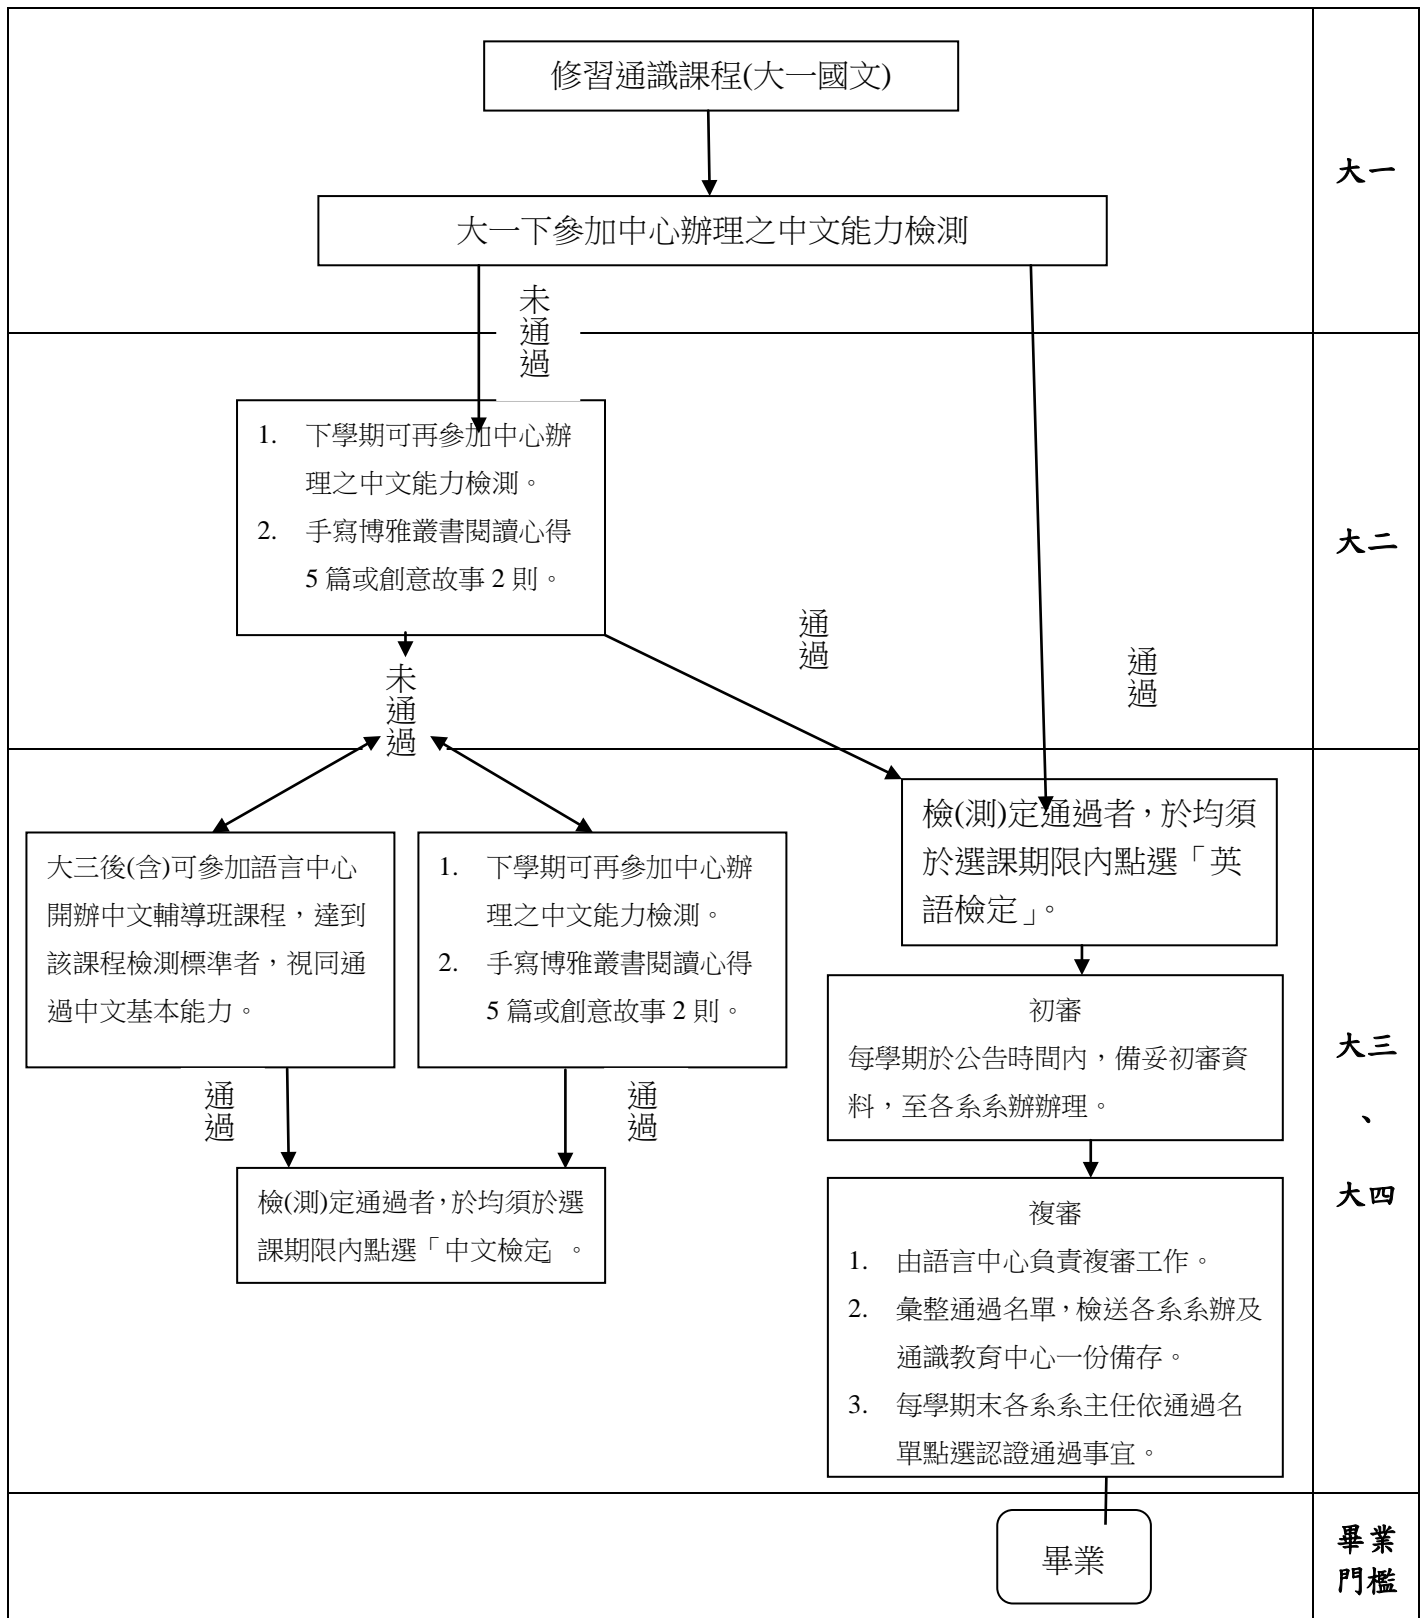 修習通識課程(大一國文)
大一
大一下參加中心辦理之中文能力檢測
未通過
1. 下學期可再參加中心辦
理之中文能力檢測。
2. 手寫博雅叢書閱讀心得
5 篇或創意故事 2 則。
大二
通過
通過
未通過
大三後(含)可參加語言中心
開辦中文輔導班課程，達到
該課程檢測標準者，視同通
過中文基本能力。
1. 下學期可再參加中心辦
理之中文能力檢測。
2. 手寫博雅叢書閱讀心得
5 篇或創意故事 2 則。
檢(測)定通過者，於均須
於選課期限內點選「英
語檢定」。
初審
每學期於公告時間內，備妥初審資
料，至各系系辦辦理。
大三
、
大四
通過
通過
檢(測)定通過者，於均須於選
課期限內點選「中文檢定」。
複審
1. 由語言中心負責複審工作。
2. 彙整通過名單，檢送各系系辦及
通識教育中心一份備存。
3. 每學期末各系系主任依通過名
單點選認證通過事宜。
畢業
畢業
門檻